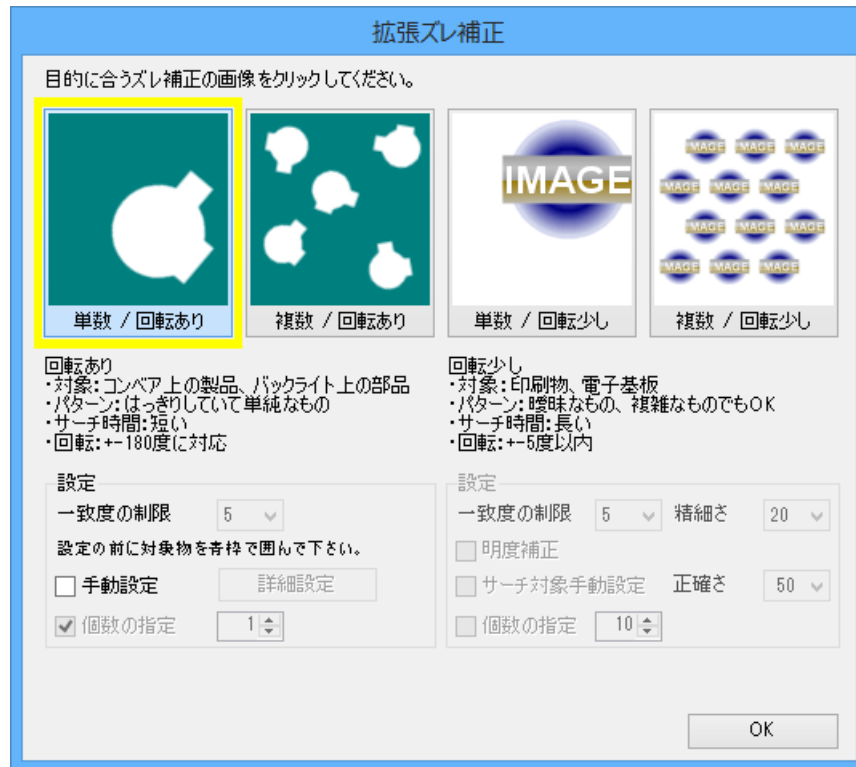 拡張ズレ補正
目的に合うズレ補正の画像をクリックしてください。
IMAGE
IMAGE IMAGE IMAGE
IMAGE IMAGE IMAGE
IMAGE IMAGE IMAGE
IMAGE IMAGE IMAGE
単数 / 回転あり
複数 / 回転あり
単数 / 回転少し
複数 / 回転少し
回転あり
・対象:コンベア上の製品、バックライト上の部品
・パターン:はっきりしていて単純なもの
・サーチ時間:短い
・回転:+-180度に対応
回転少し
・対象:印刷物、電子基板
・パターン:曖昧なもの、複雑なものでもOK
・サーチ時間:長い
・回転:+-5度以内
設定
一致度の制限 5
設定の前に対象物を青枠で囲んで下さい。
手動設定 詳細設定
個数の指定 1
設定
一致度の制限 5 精細さ 20
明度補正
サーチ対象手動設定 正確さ 50
個数の指定 10
OK